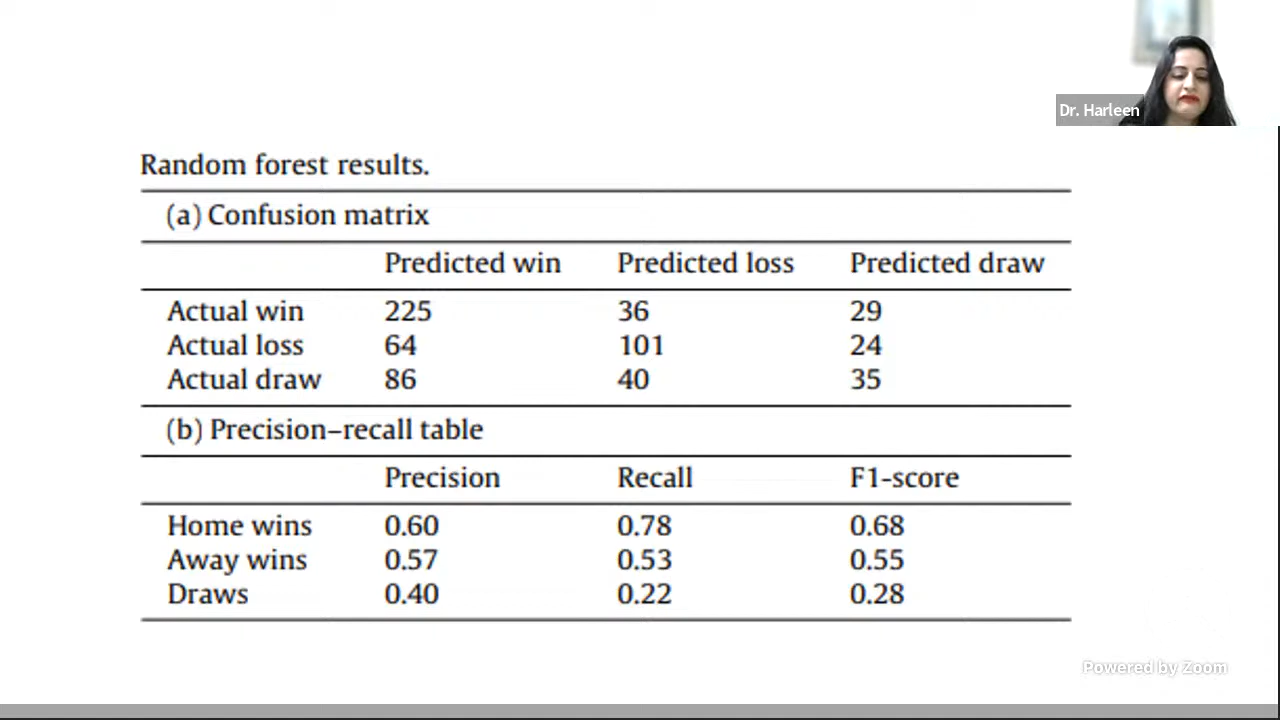 Dr. Harleen
Random forest results.
(a) Confusion matrix
Predicted win Predicted loss Predicted draw
Actual win 225 36 29
Actual loss 64 101 24
Actual draw 86 40 35
(b) Precision–recall table
Precision Recall F1-score
Home wins 0.60 0.78 0.68
Away wins 0.57 0.53 0.55
Draws 0.40 0.22 0.28
Powered by Zoom